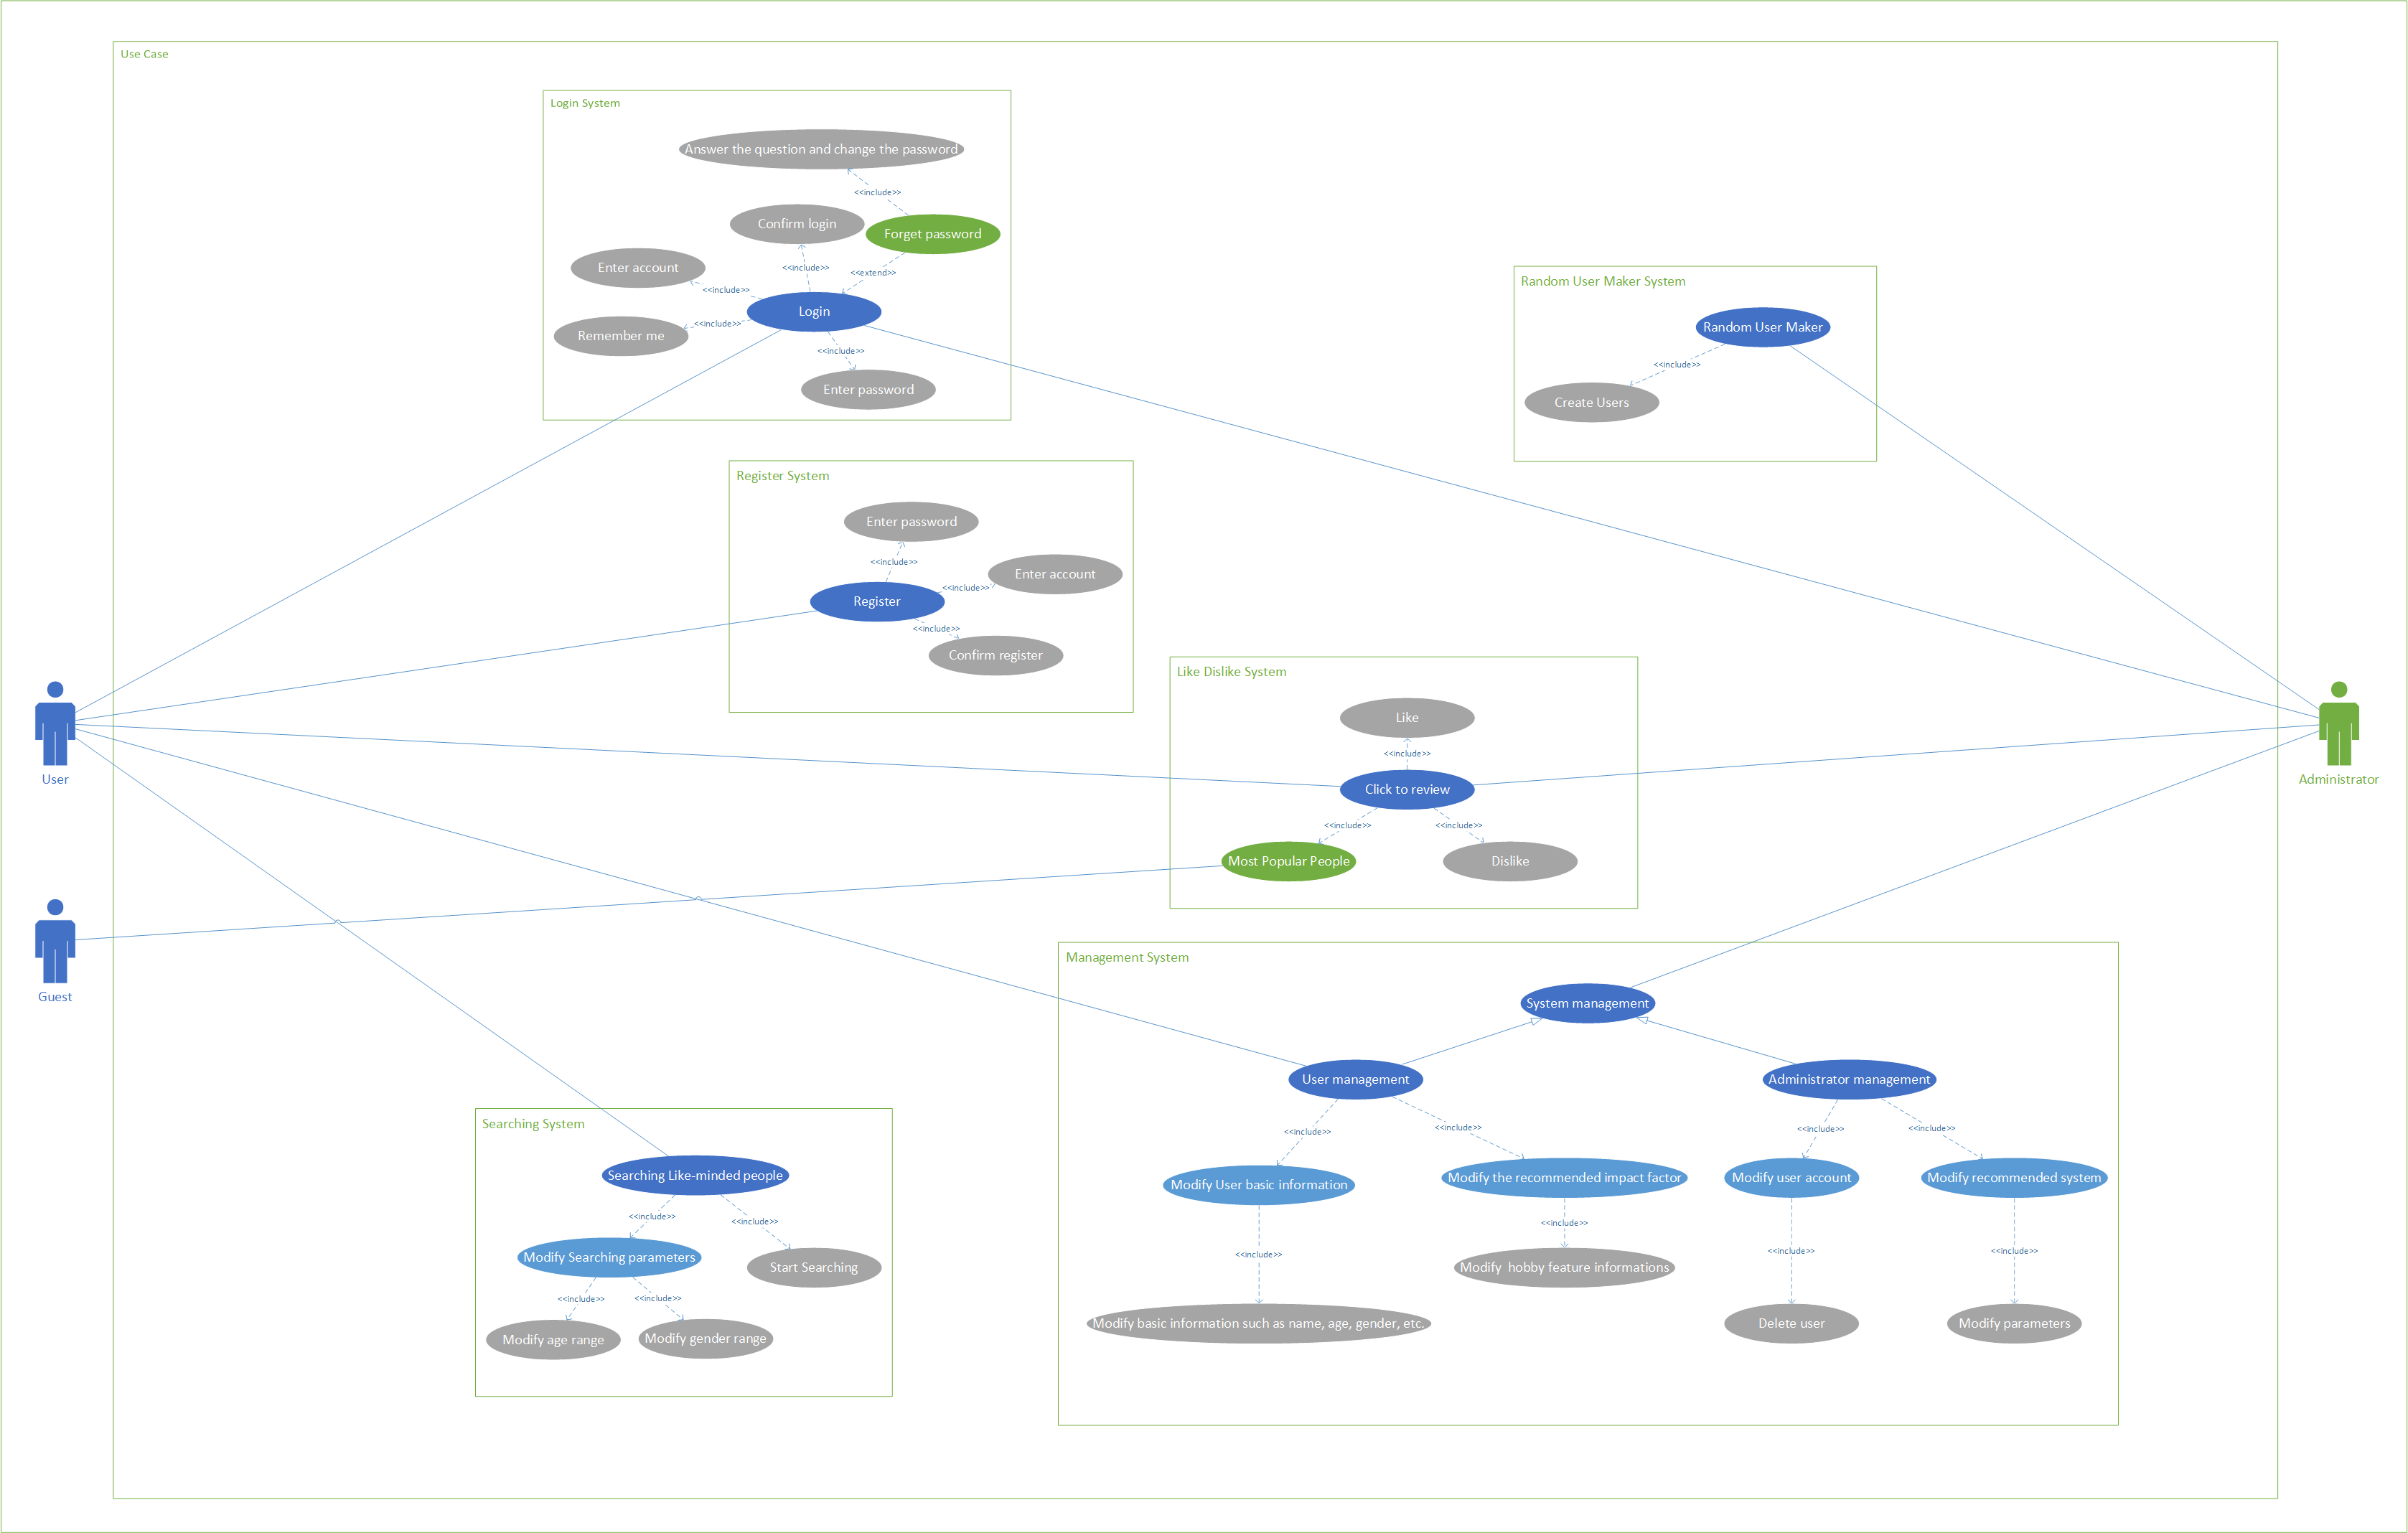 Use Case
Login System
Answer the question and change the password
<<include>>
Confirm login
Forget password
Enter account
<<include>>
<<extend>>
<<include>>
Login
Remember me
<<include>>
<<include>>
Enter password
Random User Maker System
Random User Maker
<<include>>
Create Users
Register System
Enter password
<<include>>
Enter account
<<include>>
Register
<<include>>
Confirm register
Like Dislike System
Like
<<include>>
Click to review
<<include>>
<<include>>
Most Popular People
Dislike
User
Administrator
Guest
Management System
System management
User management
Administrator management
<<include>>
<<include>>
<<include>>
<<include>>
Modify User basic information
Modify the recommended impact factor
Modify user account
Modify recommended system
<<include>>
<<include>>
<<include>>
<<include>>
Modify  hobby feature informations
Modify basic information such as name, age, gender, etc.
Delete user
Modify parameters
Searching System
Searching Like-minded people
<<include>>
<<include>>
Modify Searching parameters
Start Searching
<<include>>
<<include>>
Modify age range
Modify gender range